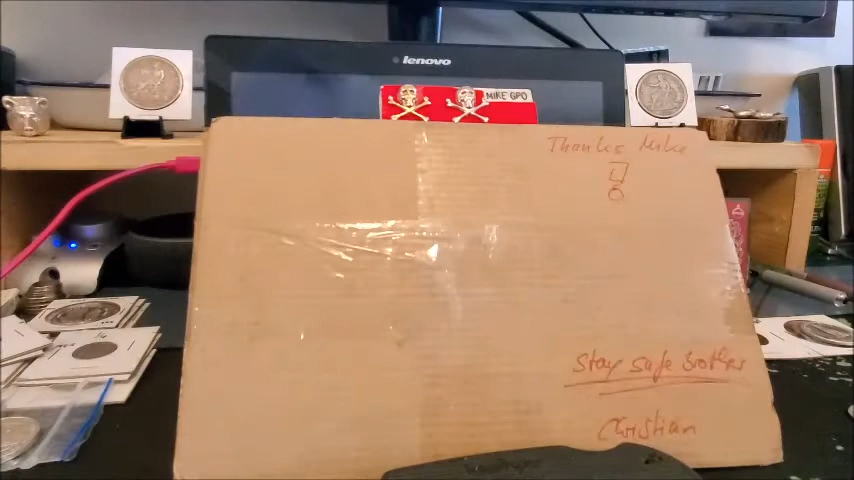 lenovo
MIKE GPO
Thanks Mike
!
Stay safe Brother
Christian